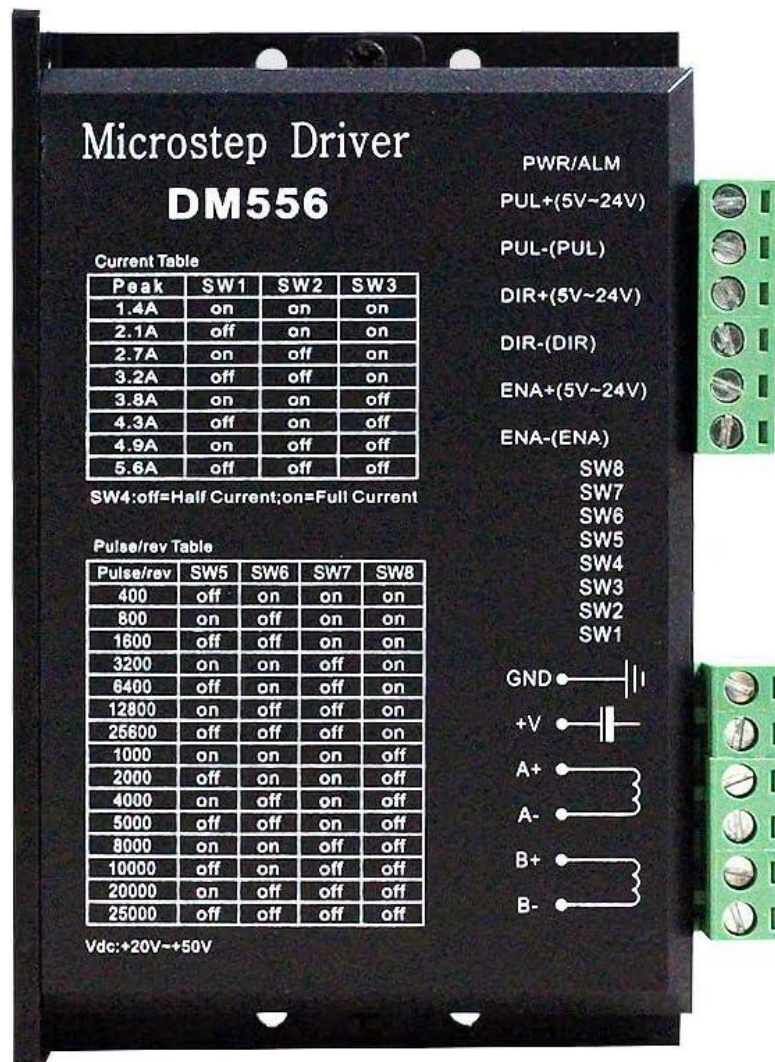 Microstep Driver
DM556
Current Table
Peak SW1 SW2 SW3
1.4A on on on
2.1A off on on
2.7A on off on
3.2A off off on
3.8A on on off
4.3A off on off
4.9A on off off
5.6A off off off
SW4:off=Half Current;on=Full Current
Pulse/rev Table
Pulse/rev SW5 SW6 SW7 SW8
400 off on on on
800 on off on on
1600 off off on on
3200 on on off on
6400 off on off on
12800 on off off on
25600 off off off on
1000 on on on off
2000 off on on off
4000 on off on off
5000 off off on off
8000 on on off off
10000 off on off off
20000 on off off off
25000 off off off off
Vdc:+20V~+50V
PWR/ALM
PUL+(5V~24V)
PUL-(PUL)
DIR+(5V~24V)
DIR-(DIR)
ENA+(5V~24V)
ENA-(ENA)
SW8
SW7
SW6
SW5
SW4
SW3
SW2
SW1
GND
+V
A+
A-
B+
B-